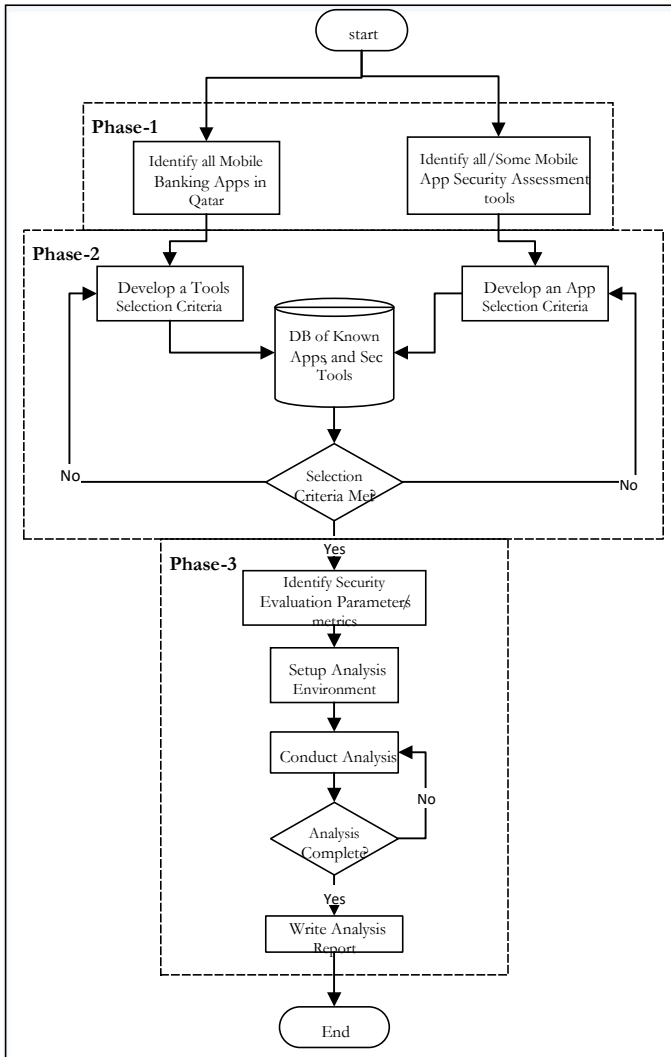 start
Phase-1
Identify all Mobile
Banking Apps in
Qatar
Identify all/Some Mobile
App Security Assessment
tools
Phase-2
Develop a Tools
Selection Criteria
Develop an App
Selection Criteria
DB of Known
Apps, and Sec
Tools
No
Selection
Criteria Met?
No
Yes
Phase-3
Identify Security
Evaluation Parameters/
metrics
Setup Analysis
Environment
Conduct Analysis
No
Analysis
Complete?
Yes
Write Analysis
Report
End